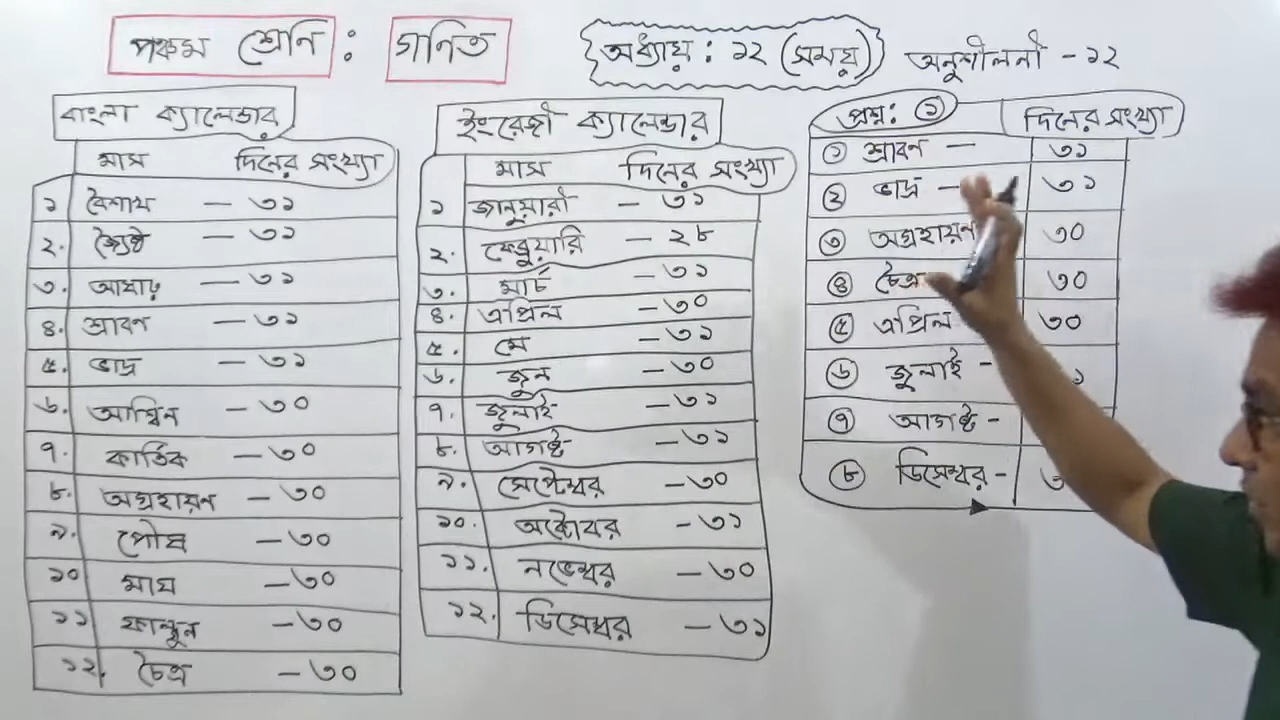 পঞ্চম শ্রেনি : গনিত
অধ্যায় : ১২ (সময়)
অনুশীলনী - ১২
বাংলা ক্যালেন্ডার
মাস দিনের সংখ্যা
১ বৈশাখ — ৩১
২. জ্যৈষ্ঠ — ৩১
৩. আষাঢ় — ৩১
৪. শ্রাবন — ৩১
৫. ভাদ্র — ৩১
৬. আশ্বিন — ৩০
৭. কার্তিক — ৩০
৮. অগ্রহায়ন — ৩০
৯. পৌষ — ৩০
১০ মাঘ — ৩০
১১ ফাল্গুন — ৩০
১২. চৈত্র — ৩০
ইংরেজী ক্যালেন্ডার
মাস দিনের সংখ্যা
১ জানুয়ারী — ৩১
২. ফেব্রুয়ারি — ২৮
৩. মার্চ — ৩১
৪. এপ্রিল — ৩০
৫. মে — ৩১
৬. জুন — ৩০
৭. জুলাই — ৩১
৮. আগষ্ট — ৩১
৯. সেপ্টেম্বর — ৩০
১০. অক্টোবর — ৩১
১১. নভেম্বর — ৩০
১২. ডিসেম্বর — ৩১
প্রশ্ন: ১ দিনের সংখ্যা
১ শ্রাবন — ৩১
২ ভাদ্র — ৩১
৩ অগ্রহায়ন ৩০
৪ চৈত্র ৩০
৫ এপ্রিল ৩০
৬ জুলাই -
৭ আগষ্ট -
৮ ডিসেম্বর -